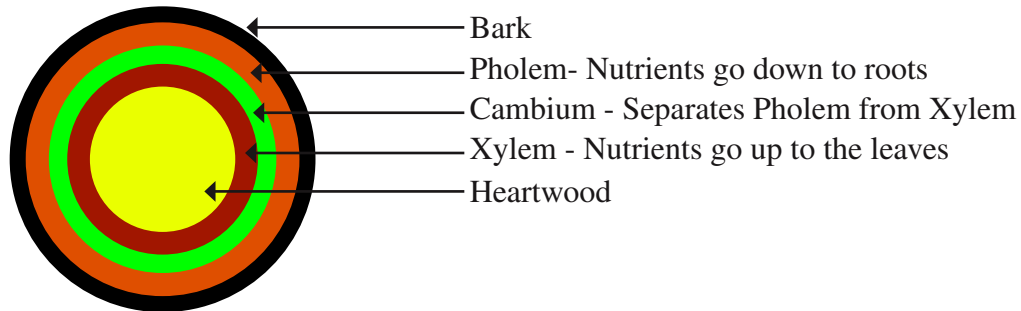 Bark
Pholem- Nutrients go down to roots
Cambium - Separates Pholem from Xylem
Xylem - Nutrients go up to the leaves
Heartwood